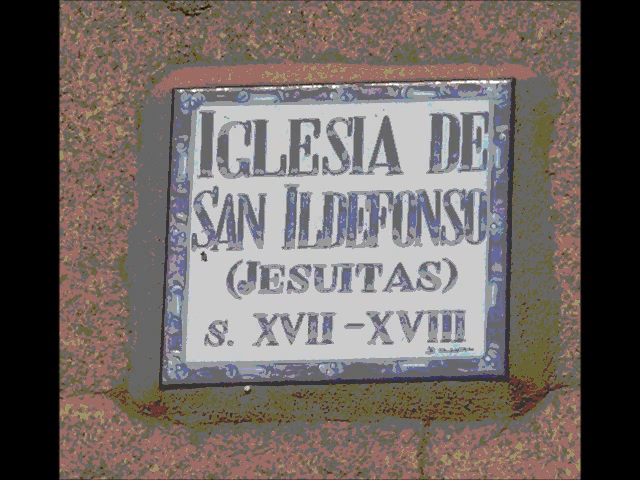 IGLESIA DE
SAN ILDEFONSO
(JESUITAS)
S. XVII - XVIII